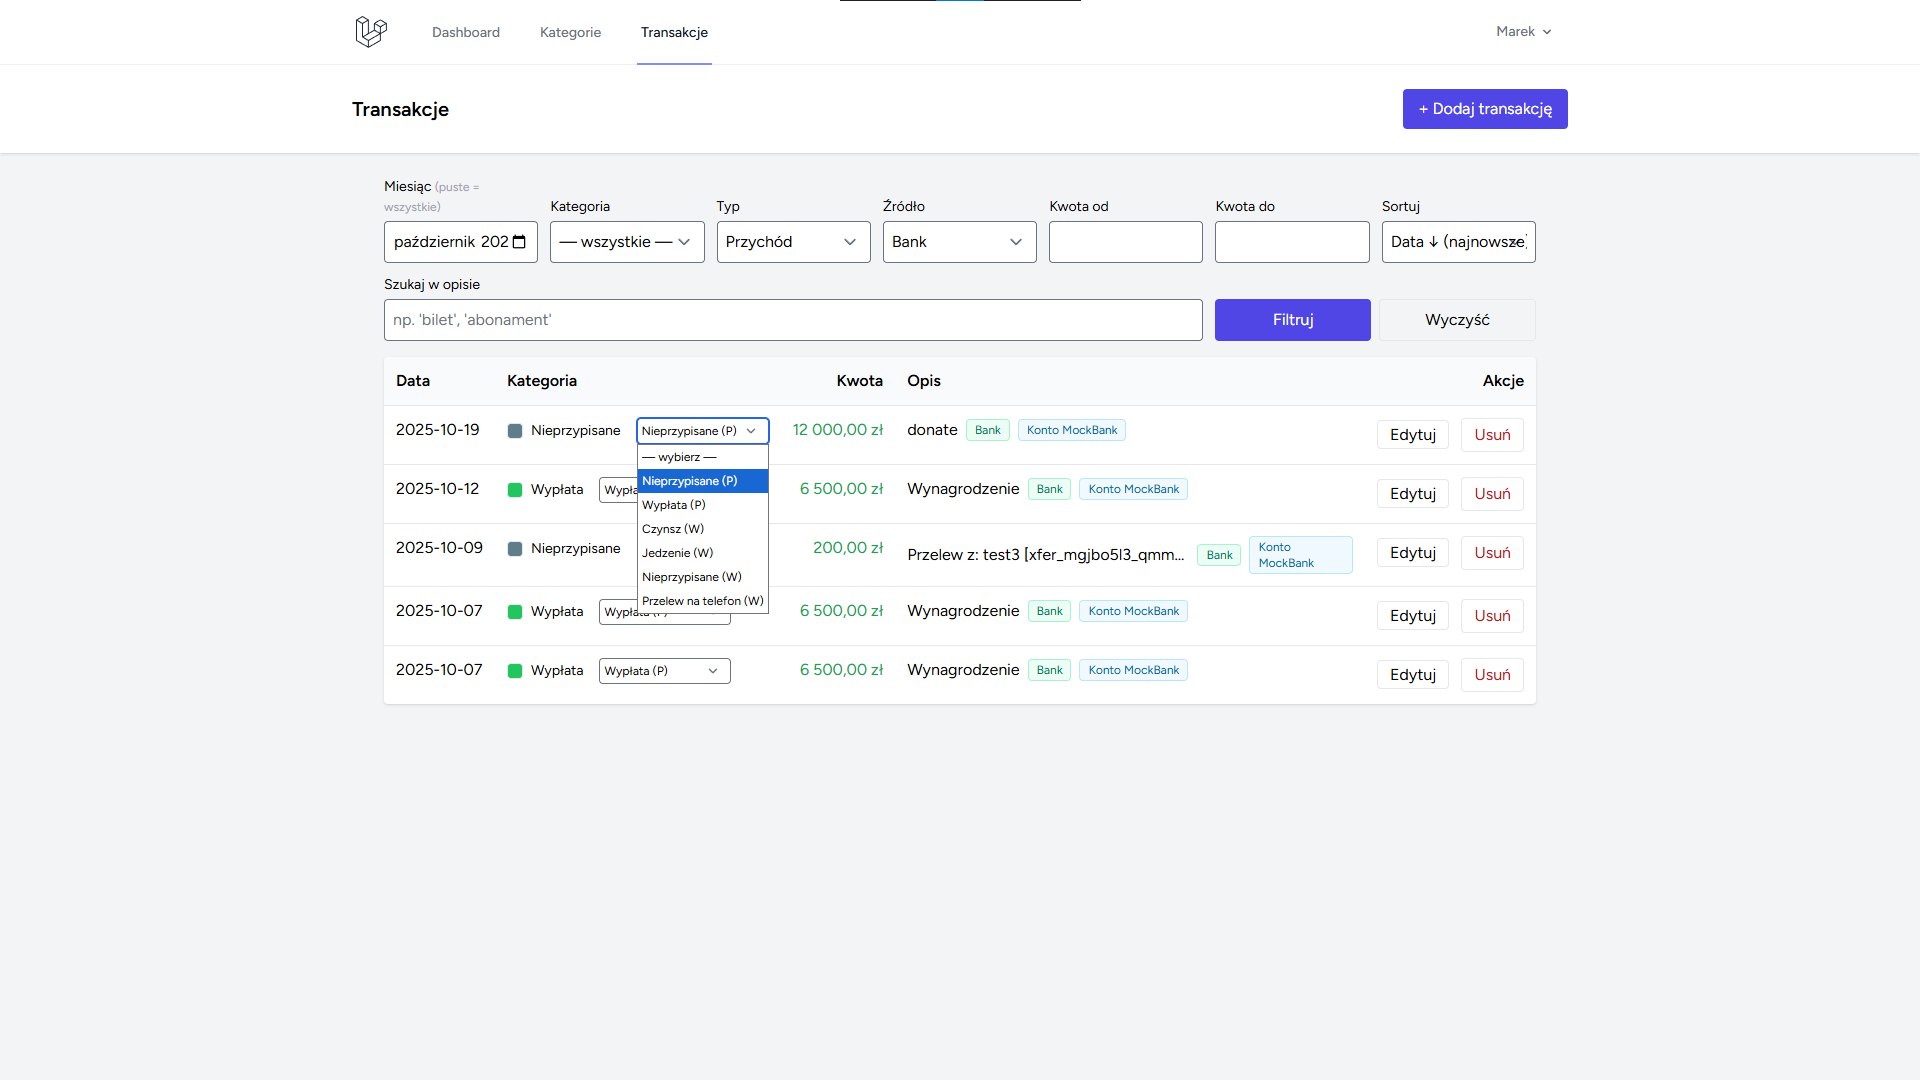 Dashboard Kategorie Transakcje Marek
Transakcje
+ Dodaj transakcję
Miesiąc (puste =
wszystkie)
Kategoria Typ Źródło Kwota od Kwota do Sortuj
październik 202 — wszystkie — Przychód Bank Data ↓ (najnowsze)
Szukaj w opisie
np. 'bilet', 'abonament' Filtruj Wyczyść
Data Kategoria Kwota Opis Akcje
2025-10-19 Nieprzypisane Nieprzypisane (P) 12 000,00 zł donate Bank Konto MockBank Edytuj Usuń
— wybierz —
Nieprzypisane (P)
Wypłata (P)
Czynsz (W)
Jedzenie (W)
Nieprzypisane (W)
Przelew na telefon (W)
2025-10-12 Wypłata 6 500,00 zł Wynagrodzenie Bank Konto MockBank Edytuj Usuń
2025-10-09 Nieprzypisane 200,00 zł Przelew z: test3 [xfer_mgjbo5l3_qmm... Bank Konto MockBank Edytuj Usuń
2025-10-07 Wypłata 6 500,00 zł Wynagrodzenie Bank Konto MockBank Edytuj Usuń
2025-10-07 Wypłata Wypłata (P) 6 500,00 zł Wynagrodzenie Bank Konto MockBank Edytuj Usuń